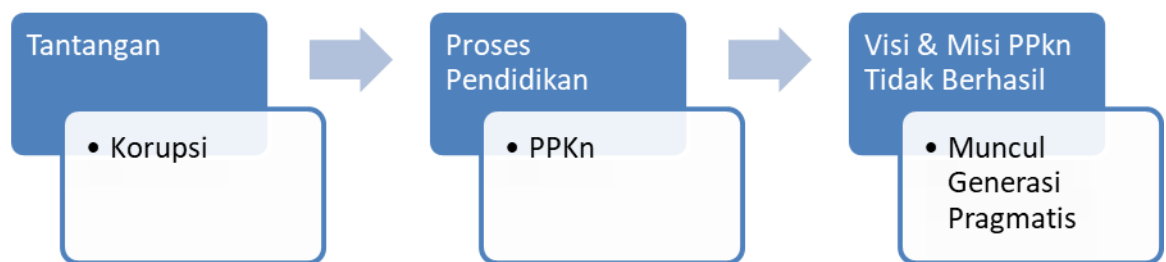 Tantangan
• Korupsi
Proses
Pendidikan
• PPKn
Visi & Misi PPkn
Tidak Berhasil
• Muncul
Generasi
Pragmatis